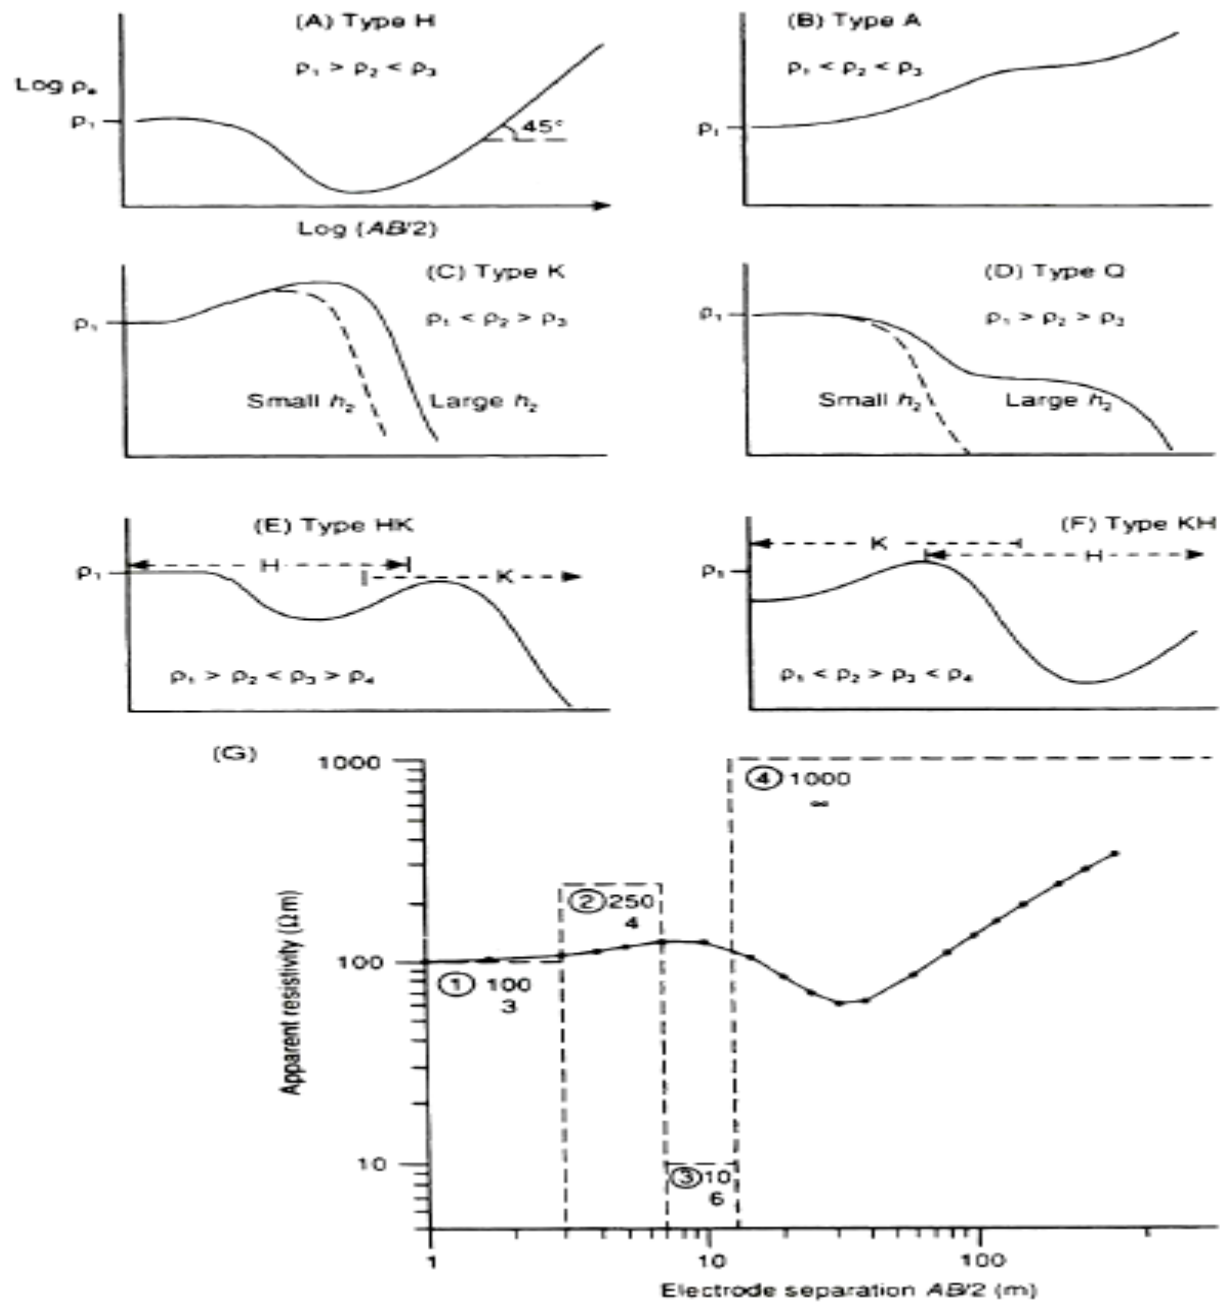 (A) Type H
ρ₁ > ρ₂ < ρ₃
Log ρₐ
ρ₁
45°
Log (AB/2)
(B) Type A
ρ₁ < ρ₂ < ρ₃
ρ₁
(C) Type K
ρ₁ < ρ₂ > ρ₃
ρ₁
Small h₂
Large h₂
(D) Type Q
ρ₁ > ρ₂ > ρ₃
ρ₁
Small h₂
Large h₂
(E) Type HK
H
K
ρ₁
ρ₁ > ρ₂ < ρ₃ > ρ₄
(F) Type KH
K
H
ρ₁
ρ₁ < ρ₂ > ρ₃ < ρ₄
(G)
1000
100
10
Apparent resistivity (Ωm)
① 100
3
② 250
4
③ 10
6
④ 1000
∞
1
10
100
Electrode separation AB/2 (m)